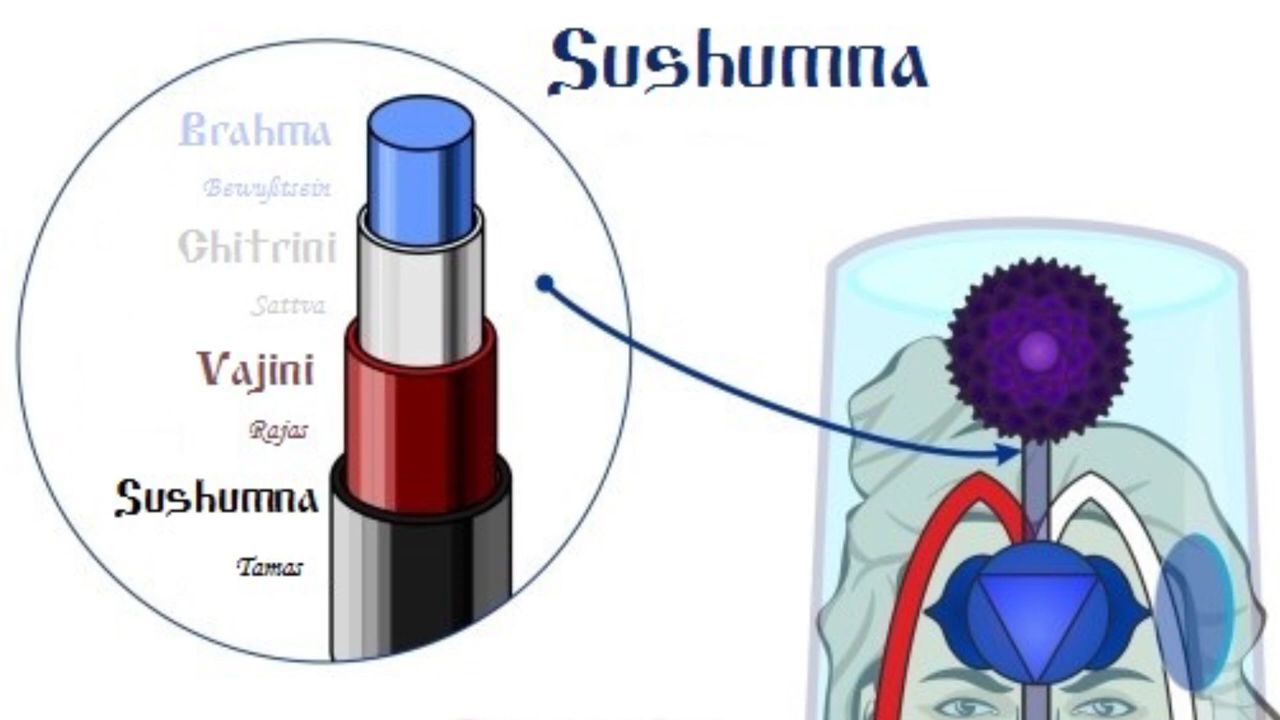 Sushumna
Brahma
Bewußtsein
Chitrini
Sattva
Vajini
Rajas
Sushumna
Tamas